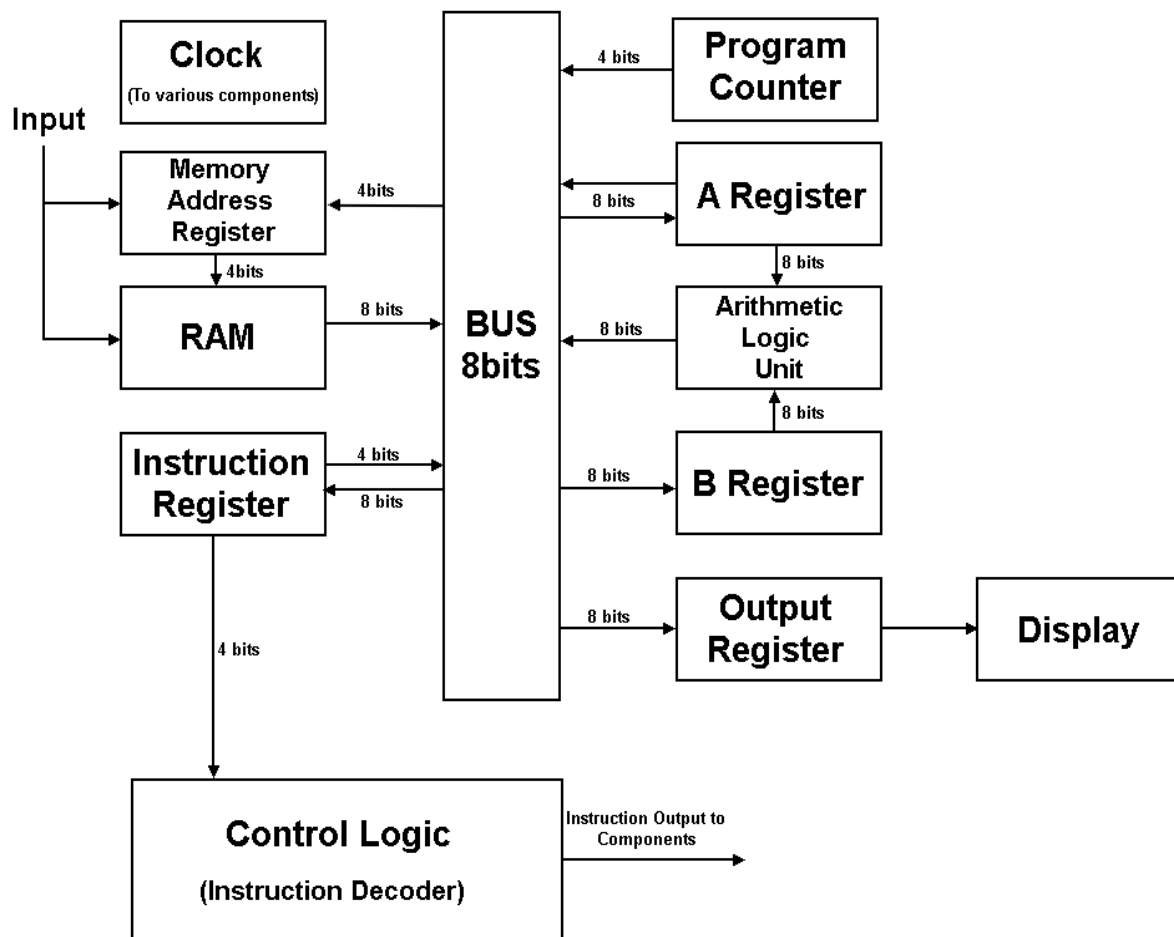 Clock
(To various components)
Input
Memory
Address
Register
4bits
4bits
RAM
8 bits
Instruction
Register
4 bits
8 bits
4 bits
BUS
8bits
4 bits
Program
Counter
8 bits
A Register
8 bits
Arithmetic
Logic
Unit
8 bits
8 bits
B Register
8 bits
8 bits
Output
Register
Display
Control Logic
(Instruction Decoder)
Instruction Output to
Components